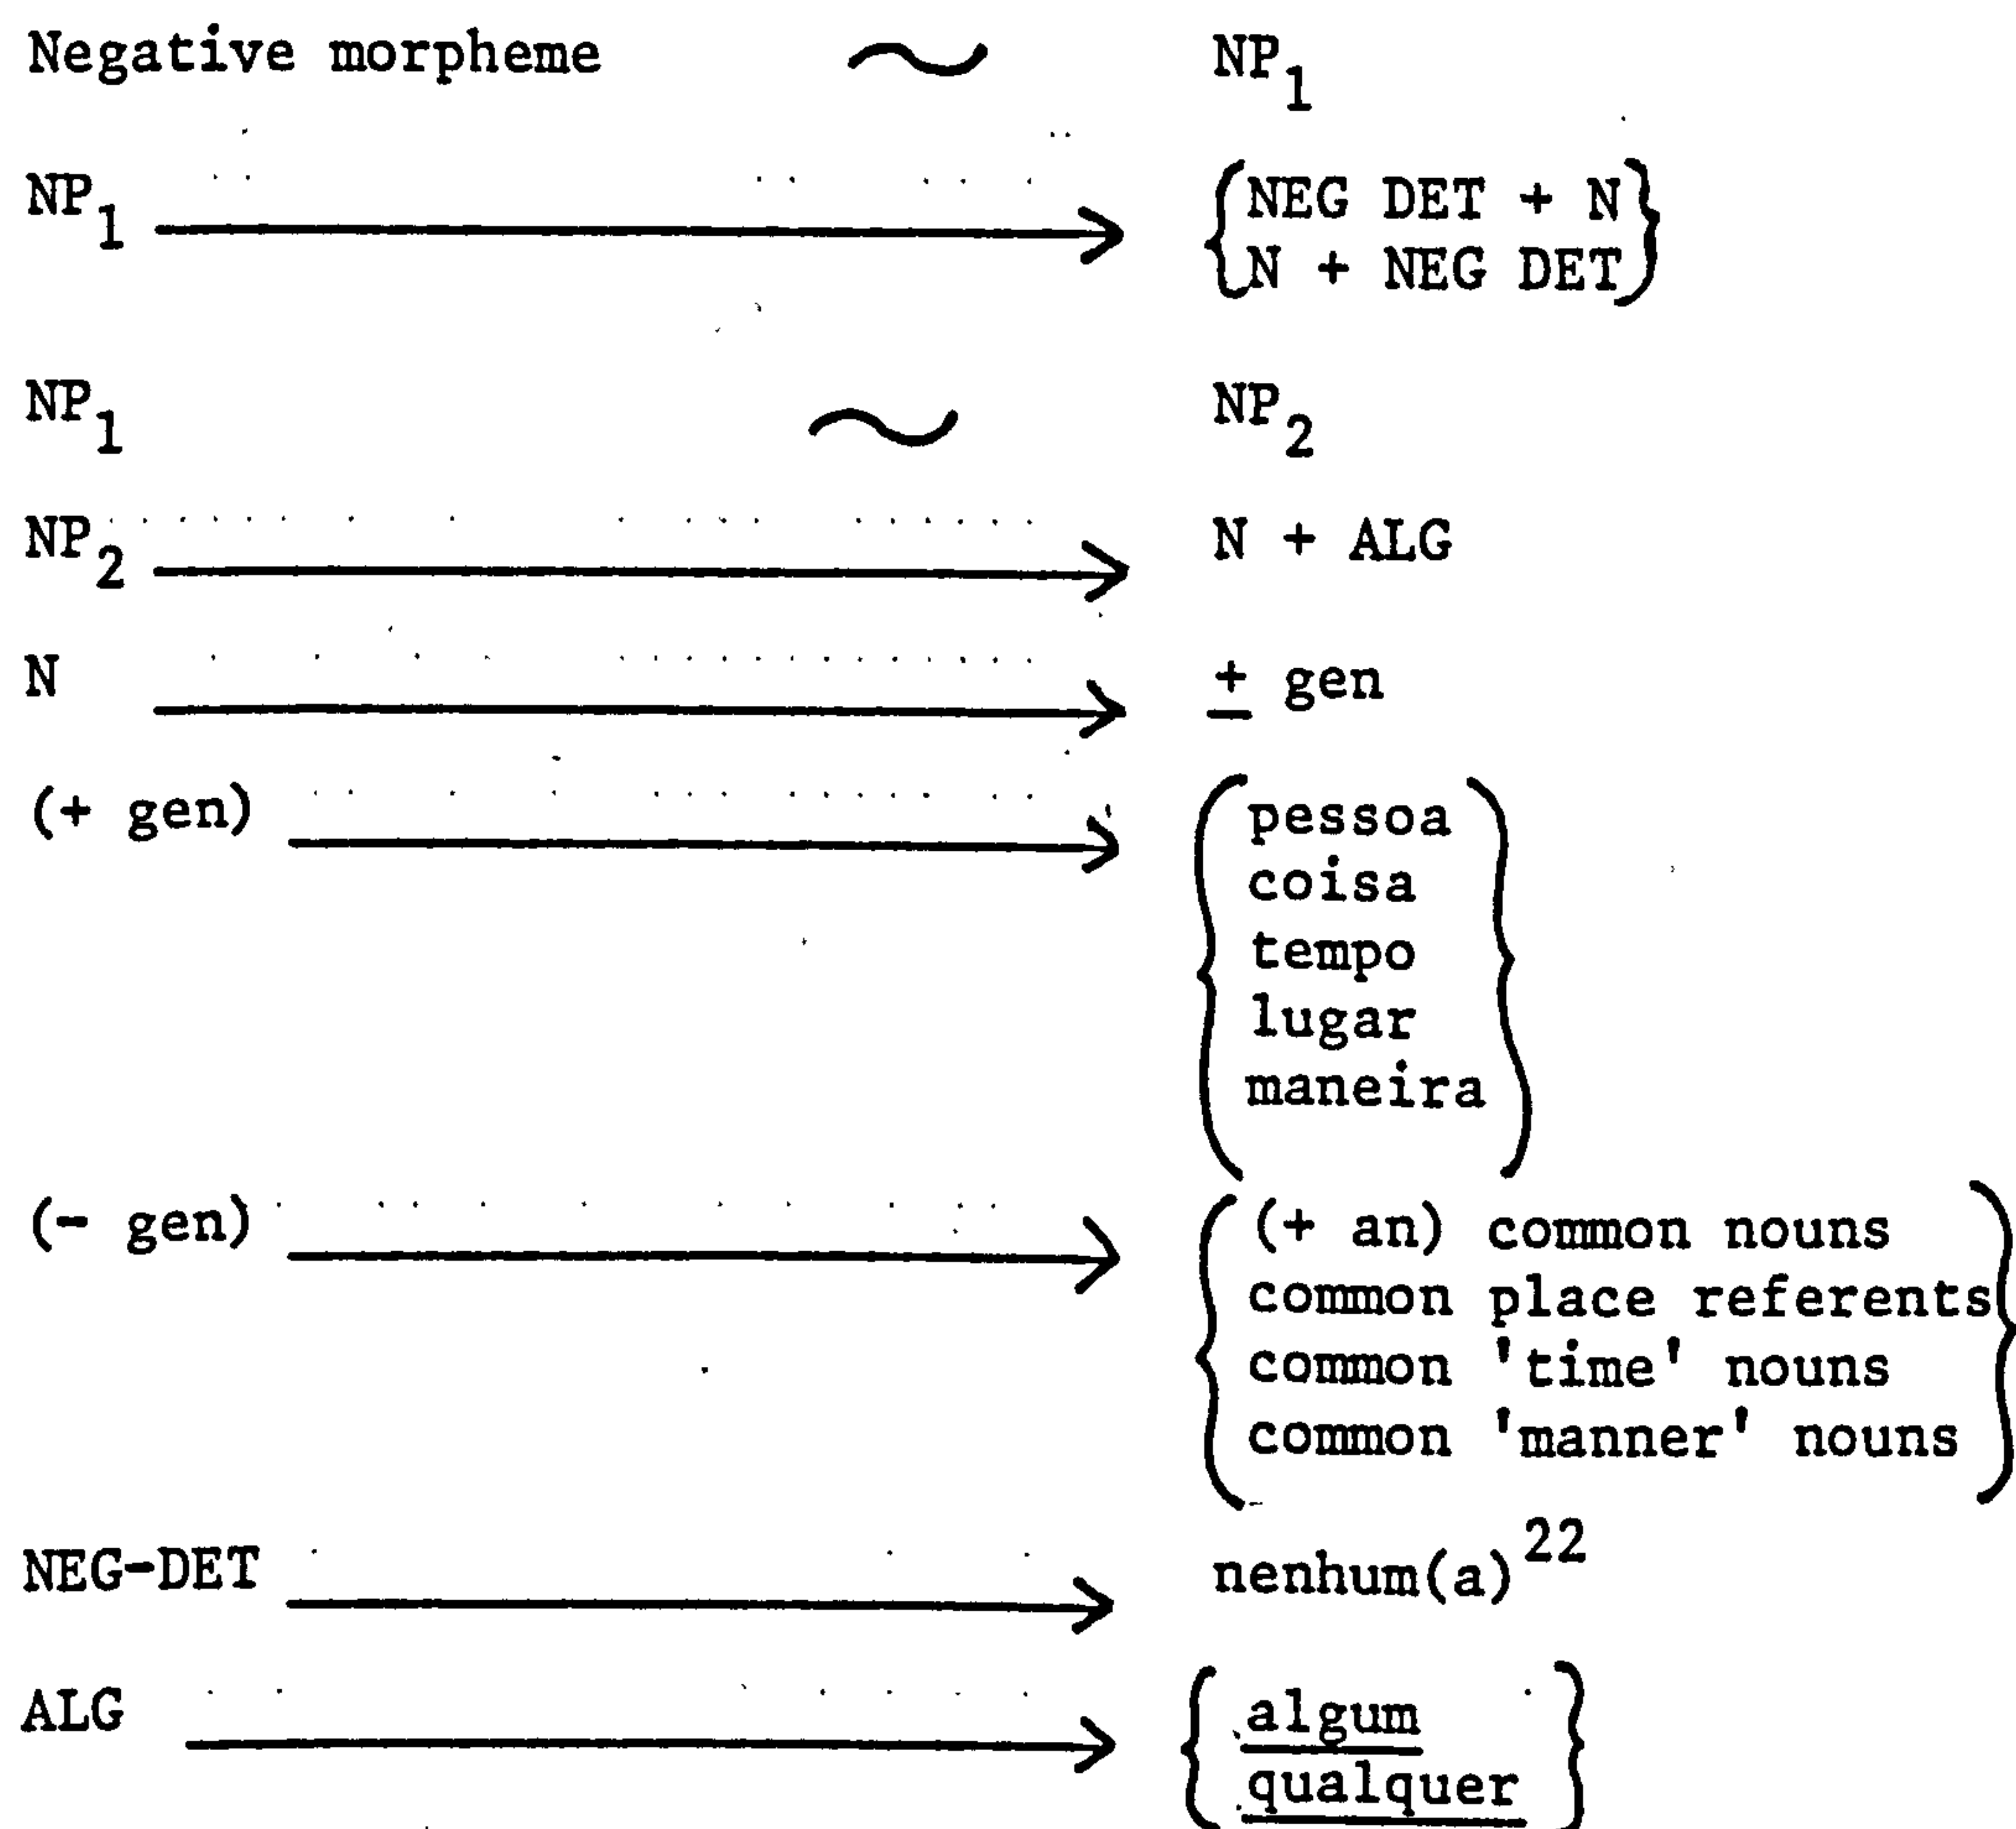 Negative morpheme ~ NP1
NP1 → {NEG DET + N
N + NEG DET}
NP1 ~ NP2
NP2 → N + ALG
N → ± gen
(+ gen) → {pessoa
coisa
tempo
lugar
maneira}
(- gen) → {(+ an) common nouns
common place referents
common 'time' nouns
common 'manner' nouns}
NEG-DET → nenhum(a)22
ALG → {algum
qualquer}